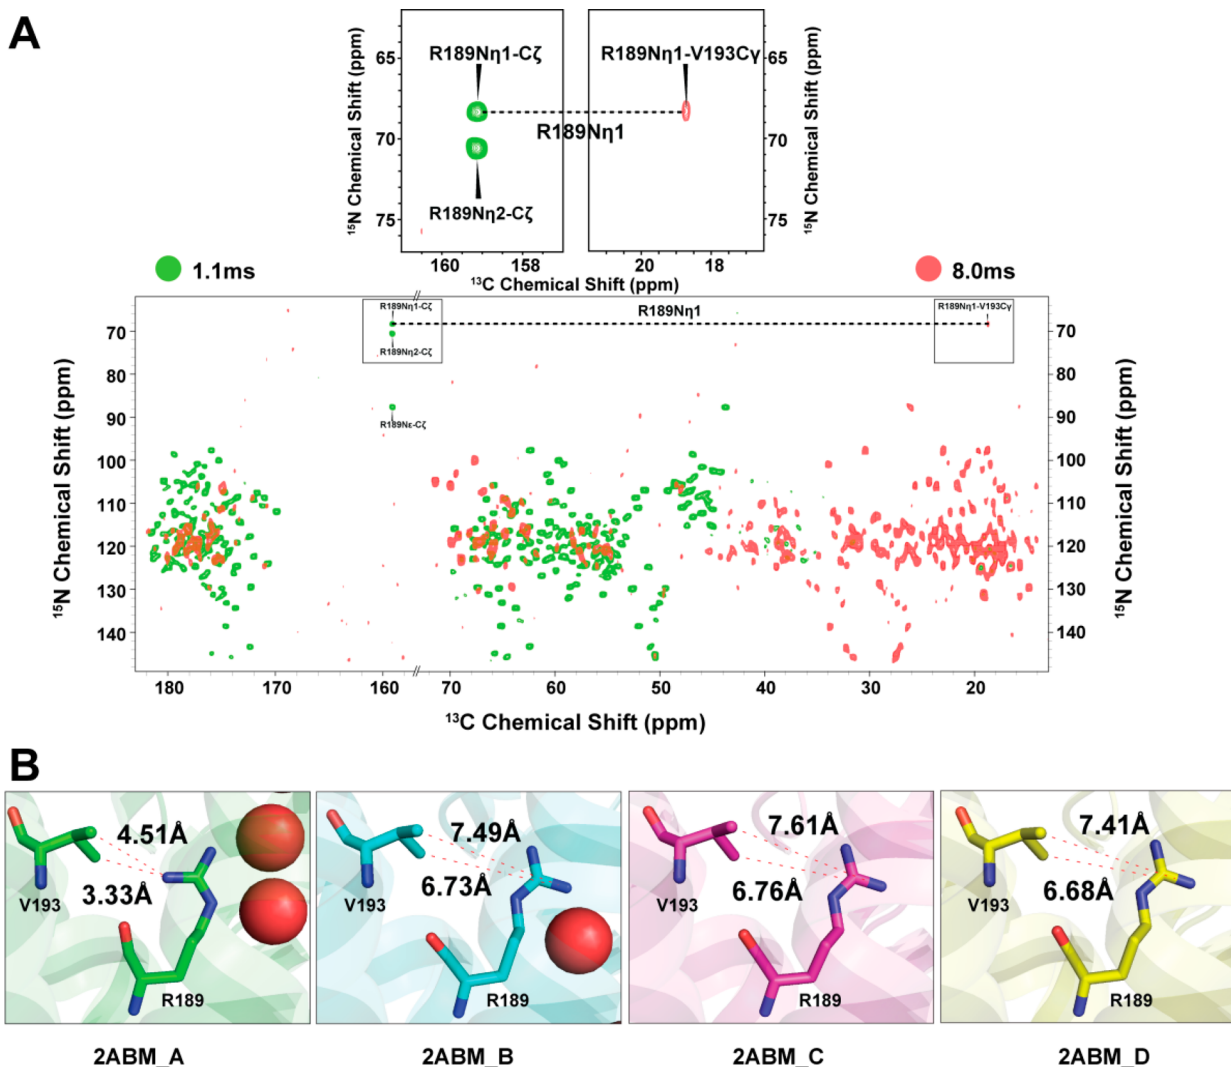 A
R189Nη1-Cζ
R189Nη1-V193Cγ
R189Nη1
R189Nη2-Cζ
¹⁵N Chemical Shift (ppm)
65
70
75
65
70
75
¹⁵N Chemical Shift (ppm)
160
158
20
18
¹³C Chemical Shift (ppm)
1.1ms
8.0ms
R189Nη1-Cζ
R189Nη1
R189Nη1-V193Cγ
R189Nη2-Cζ
R189Nε-Cζ
¹⁵N Chemical Shift (ppm)
70
80
90
100
110
120
130
140
70
80
90
100
110
120
130
140
¹⁵N Chemical Shift (ppm)
180
170
160
70
60
50
40
30
20
¹³C Chemical Shift (ppm)
B
4.51Å
3.33Å
V193
R189
7.49Å
6.73Å
V193
R189
7.61Å
6.76Å
V193
R189
7.41Å
6.68Å
V193
R189
2ABM_A
2ABM_B
2ABM_C
2ABM_D